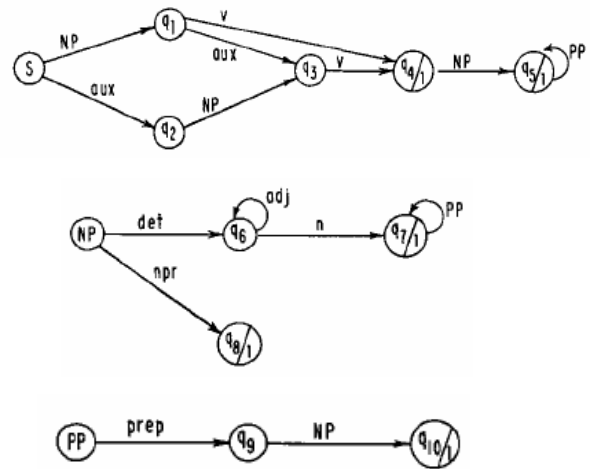 NP q1 v
S aux q3 v q4/1 NP q5/1 PP
aux q2 NP
adj
NP det q6 n q7/1 PP
npr
q8/1
PP prep q9 NP q10/1